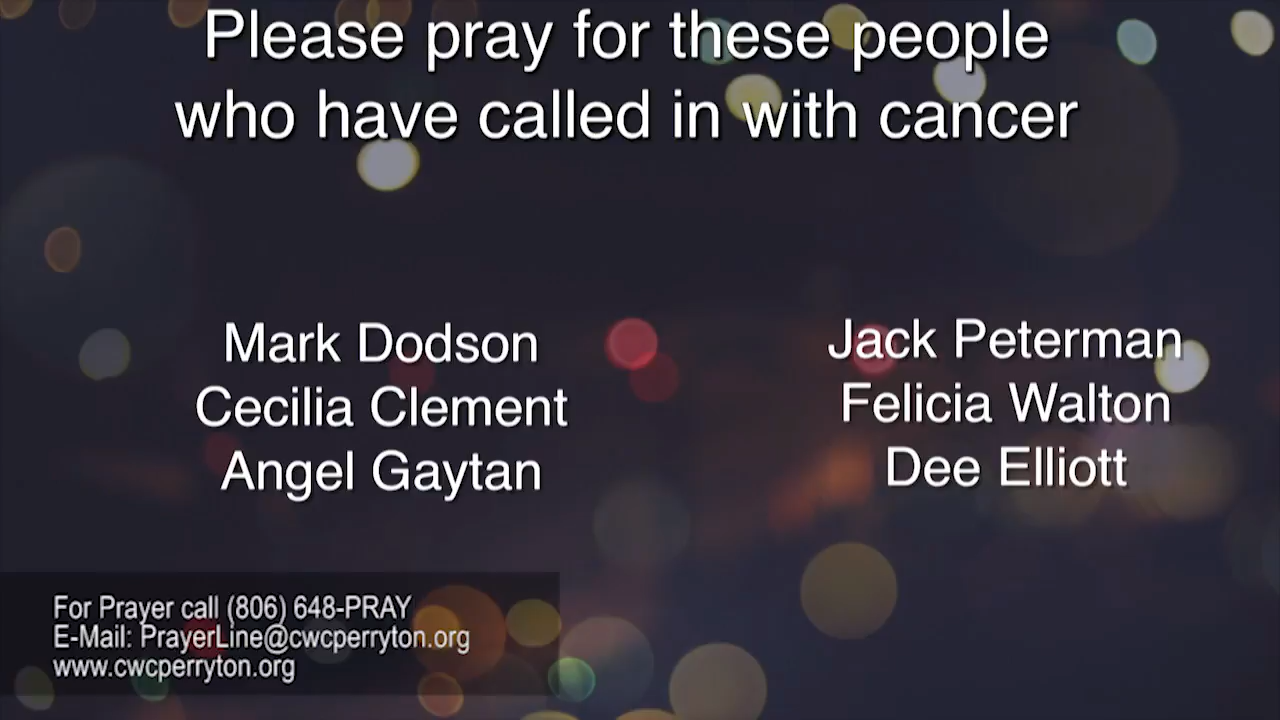 Please pray for these people
who have called in with cancer
Mark Dodson
Cecilia Clement
Angel Gaytan
Jack Peterman
Felicia Walton
Dee Elliott
For Prayer call (806) 648-PRAY
E-Mail: PrayerLine@cwcperryton.org
www.cwcperryton.org